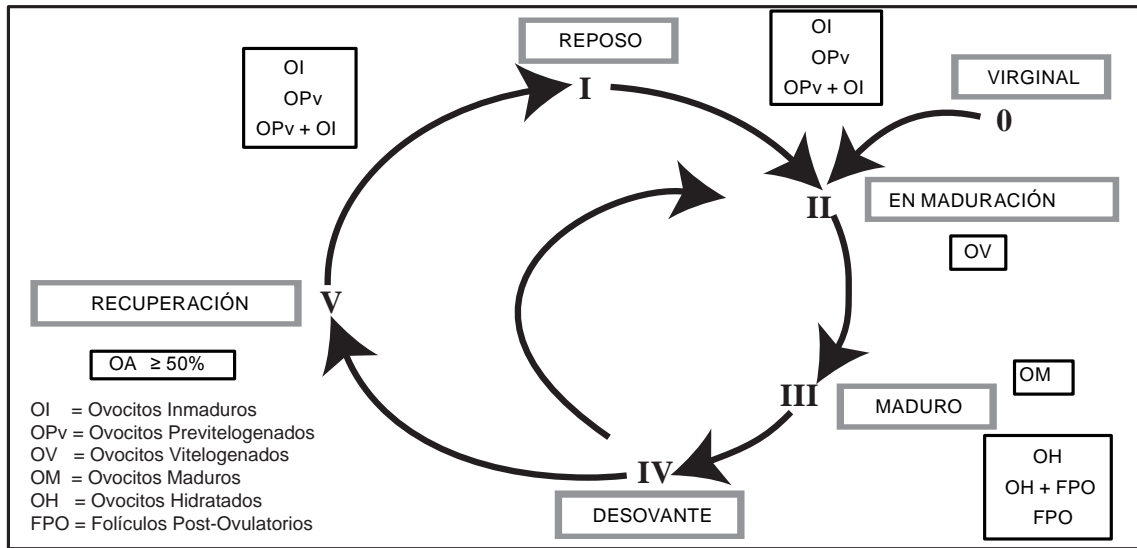 REPOSO
I
OI
OPv
OPv + OI
OI
OPv
OPv + OI
VIRGINAL
0
II
EN MADURACIÓN
OV
RECUPERACIÓN
V
OA ≥ 50%
III
MADURO
OM
IV
DESOVANTE
OH
OH + FPO
FPO
OI = Ovocitos Inmaduros
OPv = Ovocitos Previtelogenados
OV = Ovocitos Vitelogenados
OM = Ovocitos Maduros
OH = Ovocitos Hidratados
FPO = Folículos Post-Ovulatorios